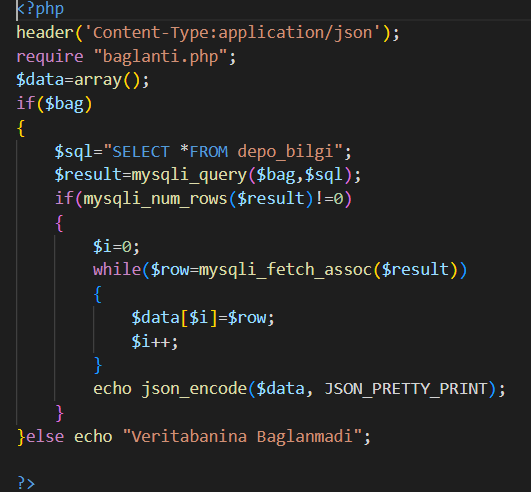 <?php
header('Content-Type:application/json');
require "baglanti.php";
$data=array();
if($bag)
{
    $sql="SELECT *FROM depo_bilgi";
    $result=mysqli_query($bag,$sql);
    if(mysqli_num_rows($result)!=0)
    {
        $i=0;
        while($row=mysqli_fetch_assoc($result))
        {
            $data[$i]=$row;
            $i++;
        }
        echo json_encode($data, JSON_PRETTY_PRINT);
    }
}else echo "Veritabanina Baglanmadi";

?>